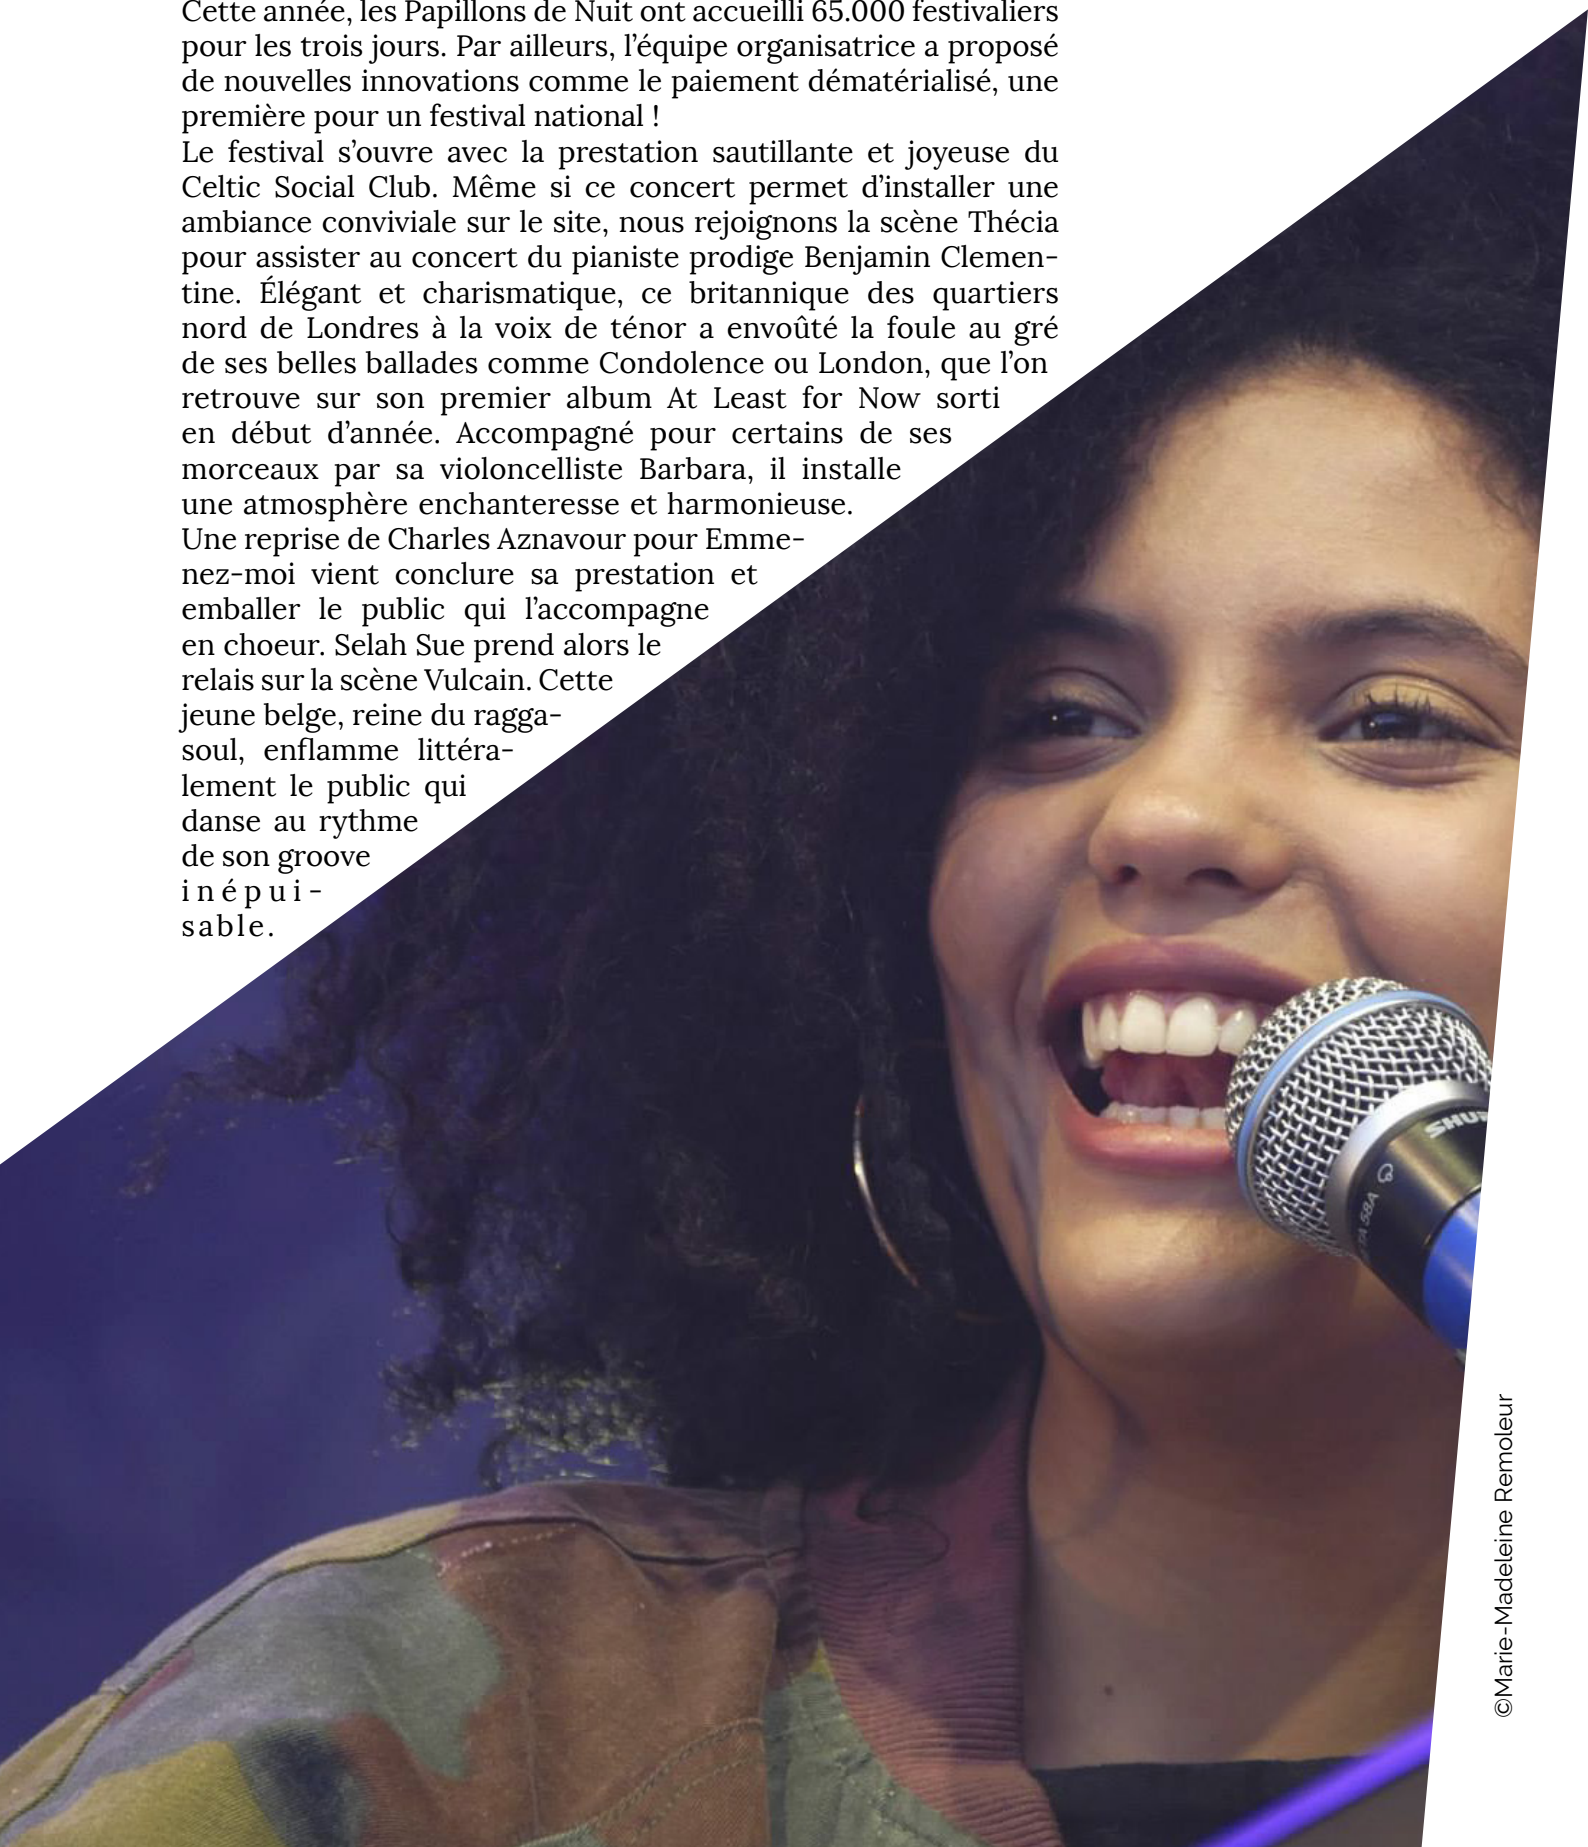 Cette année, les Papillons de Nuit ont accueilli 65.000 festivaliers
pour les trois jours. Par ailleurs, l’équipe organisatrice a proposé
de nouvelles innovations comme le paiement dématérialisé, une
première pour un festival national !
Le festival s’ouvre avec la prestation sautillante et joyeuse du
Celtic Social Club. Même si ce concert permet d’installer une
ambiance conviviale sur le site, nous rejoignons la scène Thécia
pour assister au concert du pianiste prodige Benjamin Clemen-
tine. Élégant et charismatique, ce britannique des quartiers
nord de Londres à la voix de ténor a envoûté la foule au gré
de ses belles ballades comme Condolence ou London, que l’on
retrouve sur son premier album At Least for Now sorti
en début d’année. Accompagné pour certains de ses
morceaux par sa violoncelliste Barbara, il installe
une atmosphère enchanteresse et harmonieuse.
Une reprise de Charles Aznavour pour Emme-
nez-moi vient conclure sa prestation et
emballer le public qui l’accompagne
en choeur. Selah Sue prend alors le
relais sur la scène Vulcain. Cette
jeune belge, reine du ragga-
soul, enflamme littéra-
lement le public qui
danse au rythme
de son groove
inépui-
sable.
SHU
58A
©Marie-Madeleine Remoleur